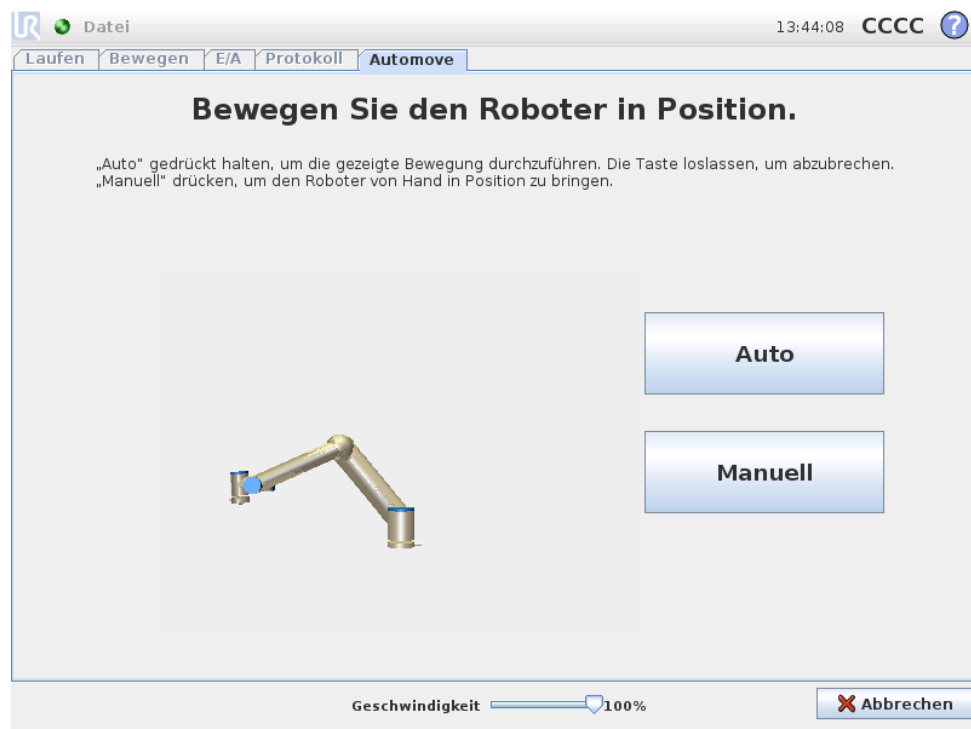 UR Datei 13:44:08 CCCC ?
Laufen Bewegen E/A Protokoll Automove
Bewegen Sie den Roboter in Position.
„Auto" gedrückt halten, um die gezeigte Bewegung durchzuführen. Die Taste loslassen, um abzubrechen.
„Manuell" drücken, um den Roboter von Hand in Position zu bringen.
Auto
Manuell
Geschwindigkeit 100% Abbrechen